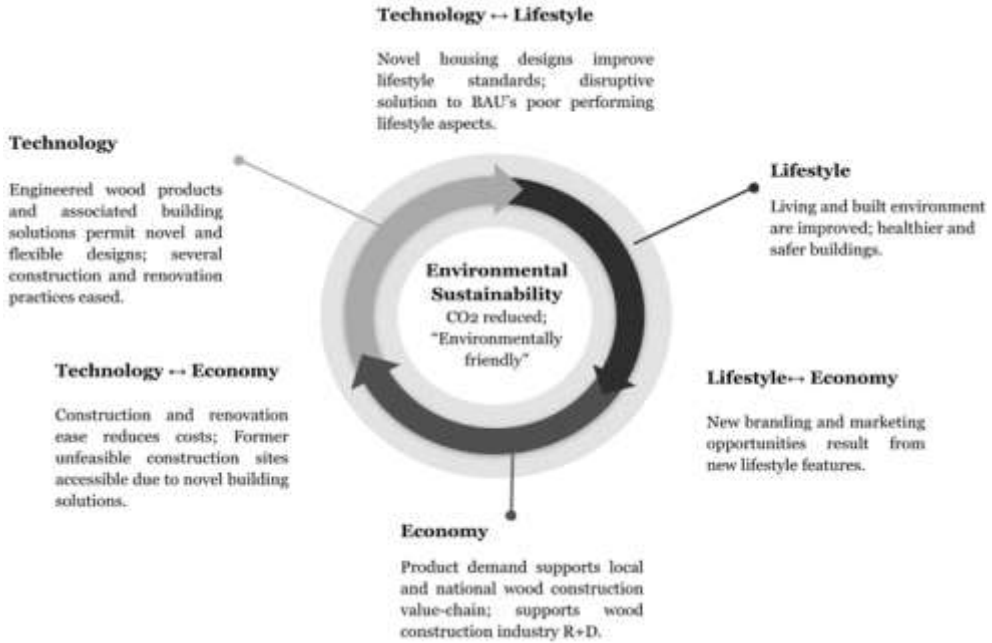 Technology ↔ Lifestyle
Novel housing designs improve
lifestyle standards; disruptive
solution to BAU's poor performing
lifestyle aspects.
Technology
Engineered wood products
and associated building
solutions permit novel and
flexible designs; several
construction and renovation
practices eased.
Lifestyle
Living and built environment
are improved; healthier and
safer buildings.
Environmental
Sustainability
CO2 reduced;
"Environmentally
friendly"
Technology ↔ Economy
Construction and renovation
ease reduces costs; Former
unfeasible construction sites
accessible due to novel building
solutions.
Lifestyle↔ Economy
New branding and marketing
opportunities result from
new lifestyle features.
Economy
Product demand supports local
and national wood construction
value-chain; supports wood
construction industry R+D.